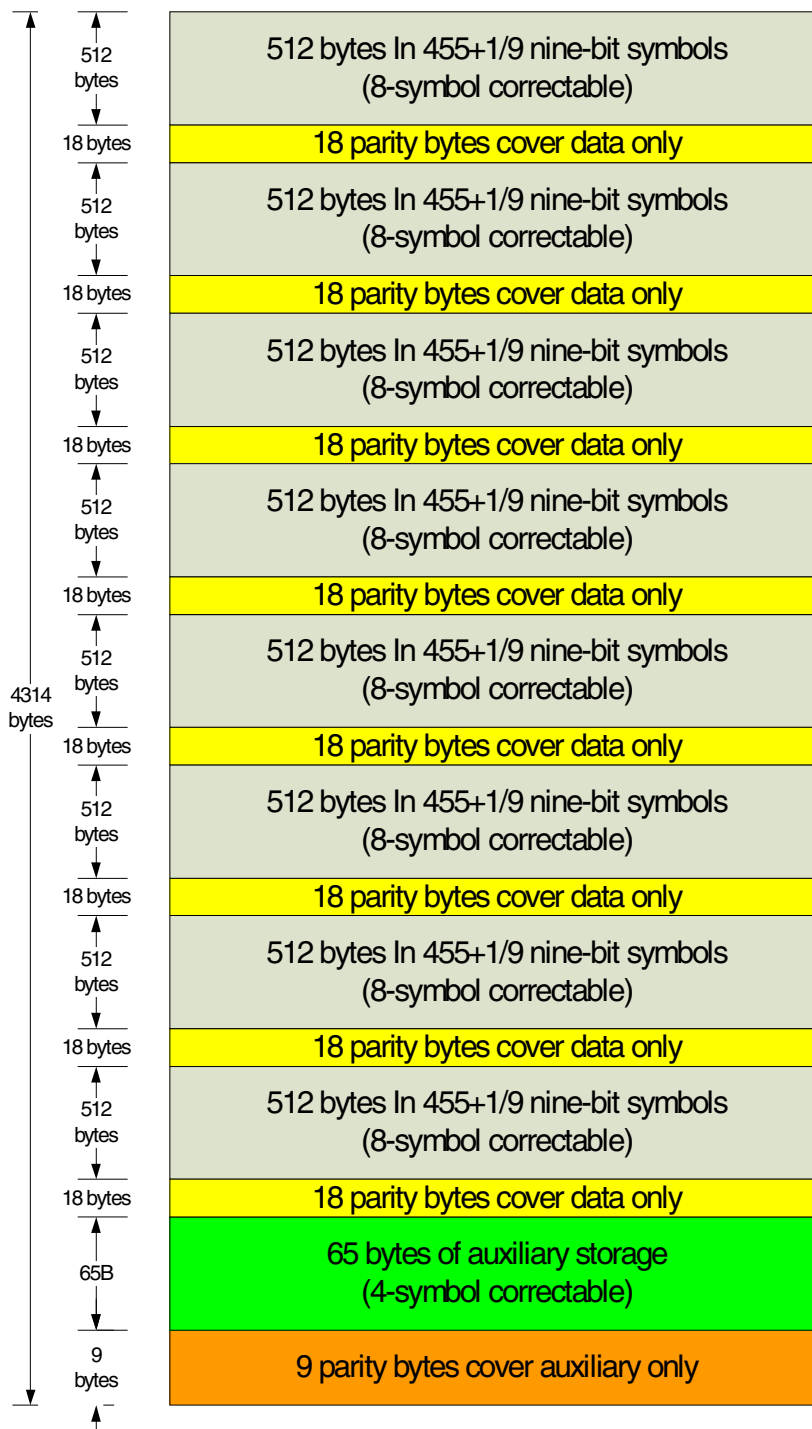 512
bytes
512 bytes In 455+1/9 nine-bit symbols
(8-symbol correctable)
18 bytes
18 parity bytes cover data only
512
bytes
512 bytes In 455+1/9 nine-bit symbols
(8-symbol correctable)
18 bytes
18 parity bytes cover data only
512
bytes
512 bytes In 455+1/9 nine-bit symbols
(8-symbol correctable)
18 bytes
18 parity bytes cover data only
512
bytes
512 bytes In 455+1/9 nine-bit symbols
(8-symbol correctable)
18 bytes
18 parity bytes cover data only
4314
bytes
512
bytes
512 bytes In 455+1/9 nine-bit symbols
(8-symbol correctable)
18 bytes
18 parity bytes cover data only
512
bytes
512 bytes In 455+1/9 nine-bit symbols
(8-symbol correctable)
18 bytes
18 parity bytes cover data only
512
bytes
512 bytes In 455+1/9 nine-bit symbols
(8-symbol correctable)
18 bytes
18 parity bytes cover data only
512
bytes
512 bytes In 455+1/9 nine-bit symbols
(8-symbol correctable)
18 bytes
18 parity bytes cover data only
65B
65 bytes of auxiliary storage
(4-symbol correctable)
9
bytes
9 parity bytes cover auxiliary only